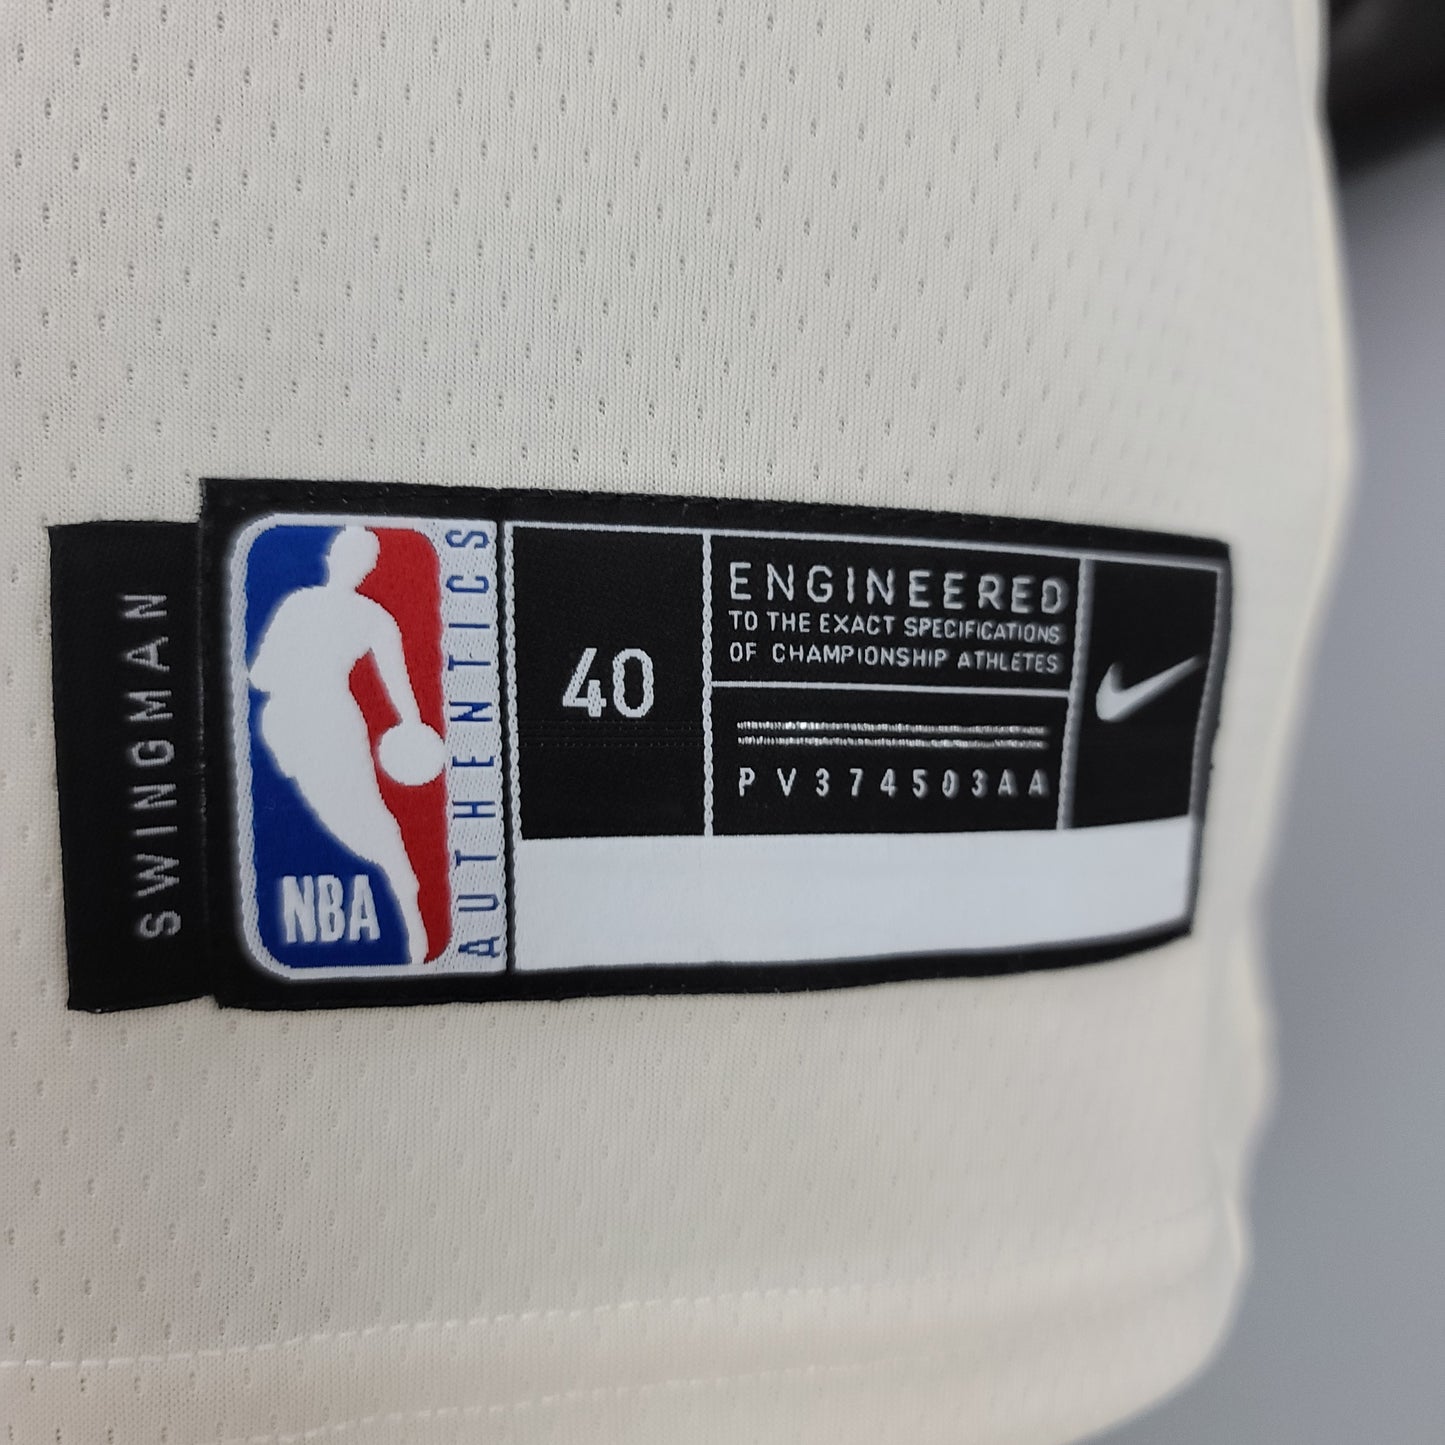 SWINGMAN
NBA
AUTHENTICS
40
ENGINEERED
TO THE EXACT SPECIFICATIONS
OF CHAMPIONSHIP ATHLETES
PV374503AA